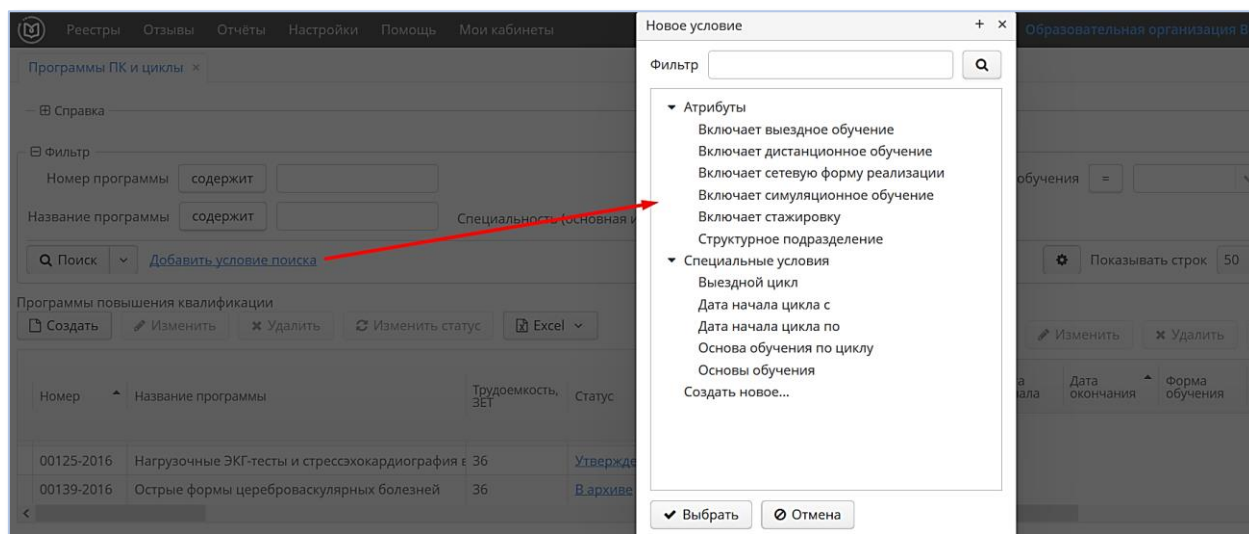 Реестры Отзывы Отчёты Настройки Помощь Мои кабинеты
Образовательная организация В
Программы ПК и циклы ×
Справка
Фильтр
Номер программы содержит
обучения =
Название программы содержит
Специальность (основная и
Поиск Добавить условие поиска
Показывать строк 50
Программы повышения квалификации
Создать Изменить Удалить Изменить статус Excel
Изменить Удалить
Номер Название программы Трудоемкость, ЗЕТ Статус
Дата окончания Форма обучения
00125-2016 Нагрузочные ЭКГ-тесты и стрессэхокардиография в 36 Утвержде
00139-2016 Острые формы цереброваскулярных болезней 36 В архиве
Новое условие + ×
Фильтр
Атрибуты
Включает выездное обучение
Включает дистанционное обучение
Включает сетевую форму реализации
Включает симуляционное обучение
Включает стажировку
Структурное подразделение
Специальные условия
Выездной цикл
Дата начала цикла с
Дата начала цикла по
Основа обучения по циклу
Основы обучения
Создать новое...
Выбрать Отмена